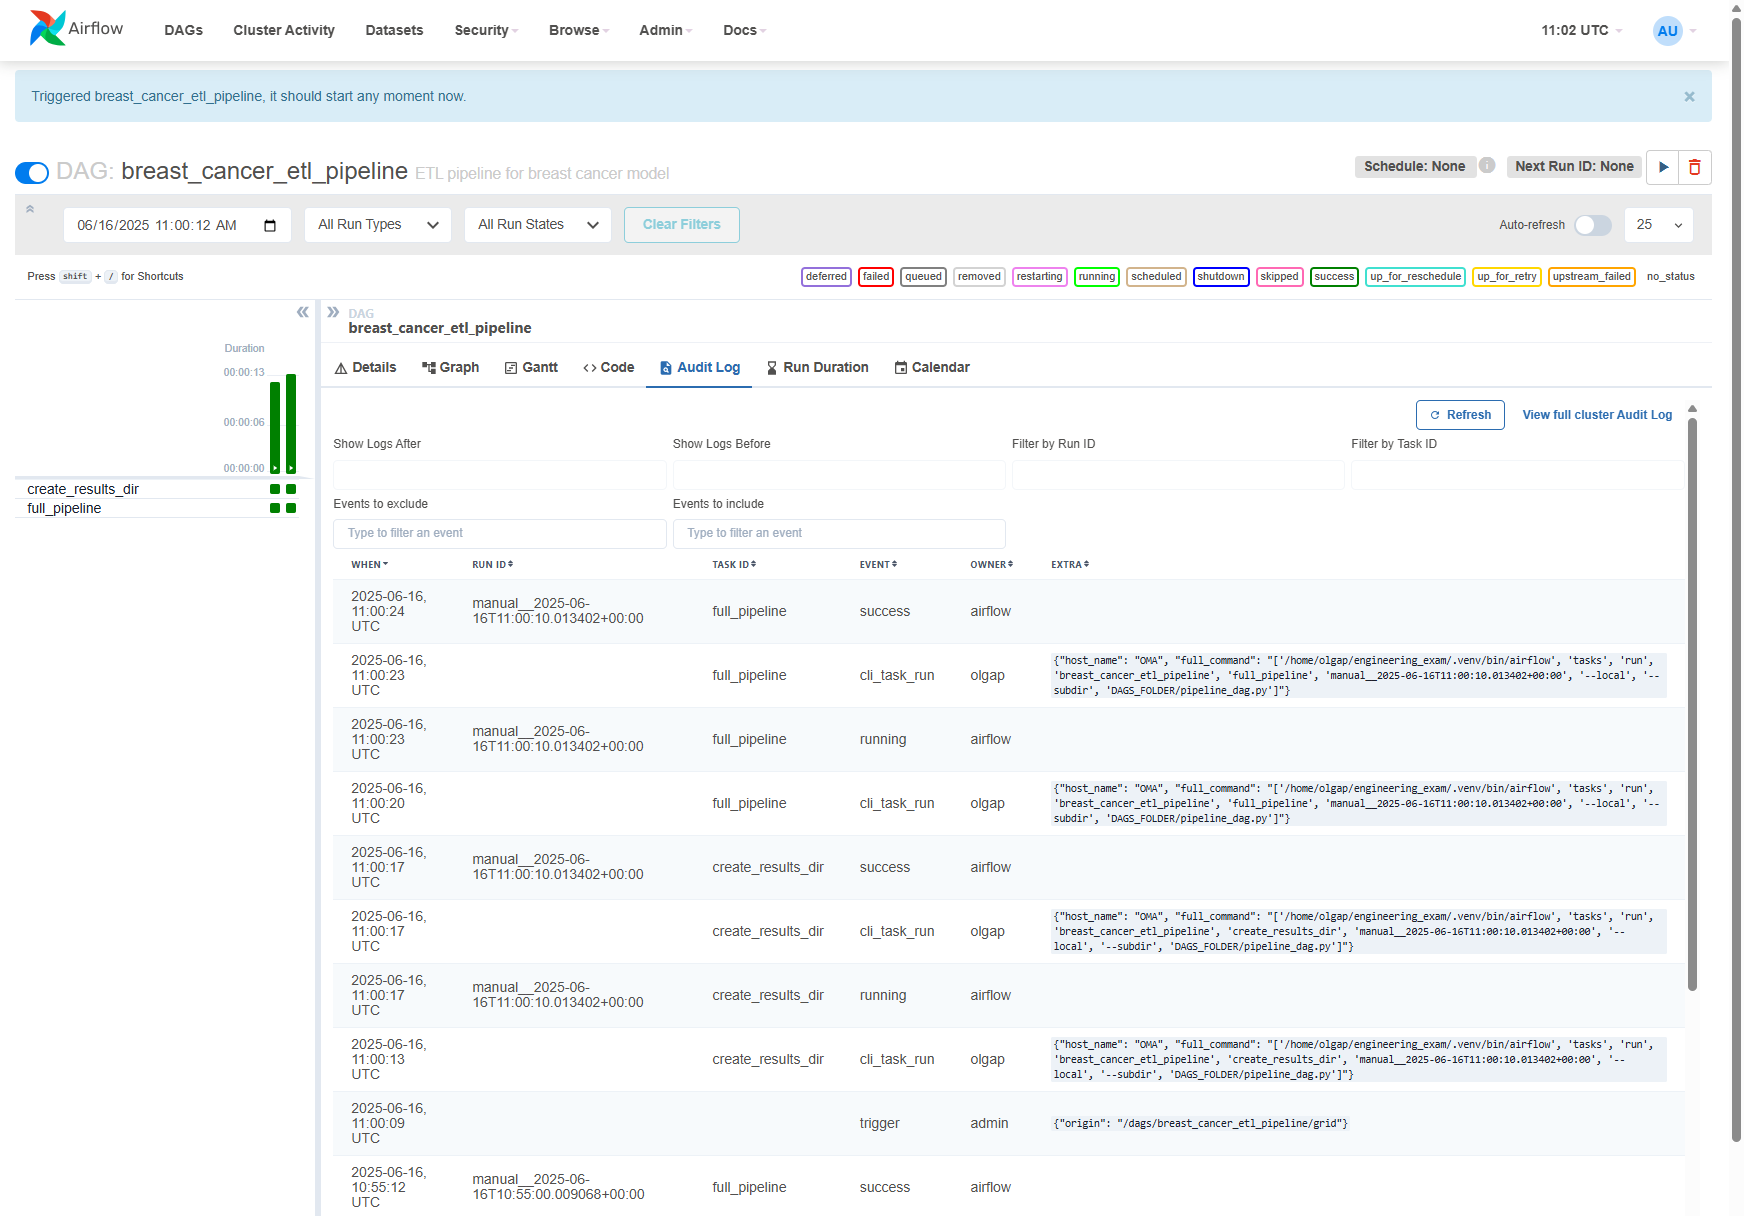 Airflow DAGs Cluster Activity Datasets Security Browse Admin Docs 11:02 UTC AU
Triggered breast_cancer_etl_pipeline, it should start any moment now. ×
DAG: breast_cancer_etl_pipeline ETL pipeline for breast cancer model Schedule: None i Next Run ID: None
06/16/2025 11:00:12 AM All Run Types All Run States Clear Filters Auto-refresh 25
Press shift + / for Shortcuts deferred failed queued removed restarting running scheduled shutdown skipped success up_for_reschedule up_for_retry upstream_failed no_status
DAG
breast_cancer_etl_pipeline
Duration
00:00:13
00:00:06
00:00:00
create_results_dir
full_pipeline
Details Graph Gantt Code Audit Log Run Duration Calendar
Refresh View full cluster Audit Log
Show Logs After Show Logs Before Filter by Run ID Filter by Task ID
Events to exclude Events to include
Type to filter an event Type to filter an event
WHEN RUN ID TASK ID EVENT OWNER EXTRA
2025-06-16,
11:00:24
UTC
manual__2025-06-
16T11:00:10.013402+00:00
full_pipeline success airflow
2025-06-16,
11:00:23
UTC
full_pipeline cli_task_run olgap
{"host_name": "OMA", "full_command": "['/home/olgap/engineering_exam/.venv/bin/airflow', 'tasks', 'run',
'breast_cancer_etl_pipeline', 'full_pipeline', 'manual__2025-06-16T11:00:10.013402+00:00', '--local', '--
subdir', 'DAGS_FOLDER/pipeline_dag.py']"}
2025-06-16,
11:00:23
UTC
manual__2025-06-
16T11:00:10.013402+00:00
full_pipeline running airflow
2025-06-16,
11:00:20
UTC
full_pipeline cli_task_run olgap
{"host_name": "OMA", "full_command": "['/home/olgap/engineering_exam/.venv/bin/airflow', 'tasks', 'run',
'breast_cancer_etl_pipeline', 'full_pipeline', 'manual__2025-06-16T11:00:10.013402+00:00', '--local', '--
subdir', 'DAGS_FOLDER/pipeline_dag.py']"}
2025-06-16,
11:00:17
UTC
manual__2025-06-
16T11:00:10.013402+00:00
create_results_dir success airflow
2025-06-16,
11:00:17
UTC
create_results_dir cli_task_run olgap
{"host_name": "OMA", "full_command": "['/home/olgap/engineering_exam/.venv/bin/airflow', 'tasks', 'run',
'breast_cancer_etl_pipeline', 'create_results_dir', 'manual__2025-06-16T11:00:10.013402+00:00', '--
local', '--subdir', 'DAGS_FOLDER/pipeline_dag.py']"}
2025-06-16,
11:00:17
UTC
manual__2025-06-
16T11:00:10.013402+00:00
create_results_dir running airflow
2025-06-16,
11:00:13
UTC
create_results_dir cli_task_run olgap
{"host_name": "OMA", "full_command": "['/home/olgap/engineering_exam/.venv/bin/airflow', 'tasks', 'run',
'breast_cancer_etl_pipeline', 'create_results_dir', 'manual__2025-06-16T11:00:10.013402+00:00', '--
local', '--subdir', 'DAGS_FOLDER/pipeline_dag.py']"}
2025-06-16,
11:00:09
UTC
trigger admin {"origin": "/dags/breast_cancer_etl_pipeline/grid"}
2025-06-16,
10:55:12
UTC
manual__2025-06-
16T10:55:00.009068+00:00
full_pipeline success airflow